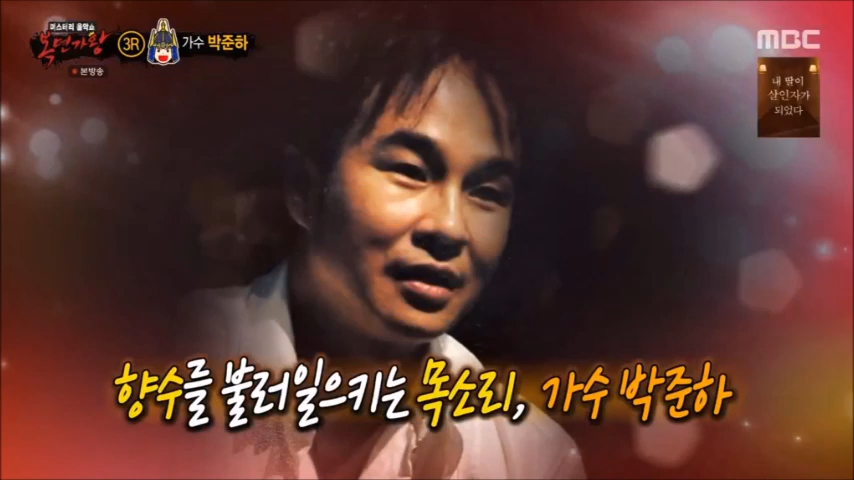 미스터리 음악쇼
복면가왕
본방송
3R
가수 박준하
MBC
내 딸이
살인자가
되었다
향수를 불러일으키는 목소리, 가수 박준하